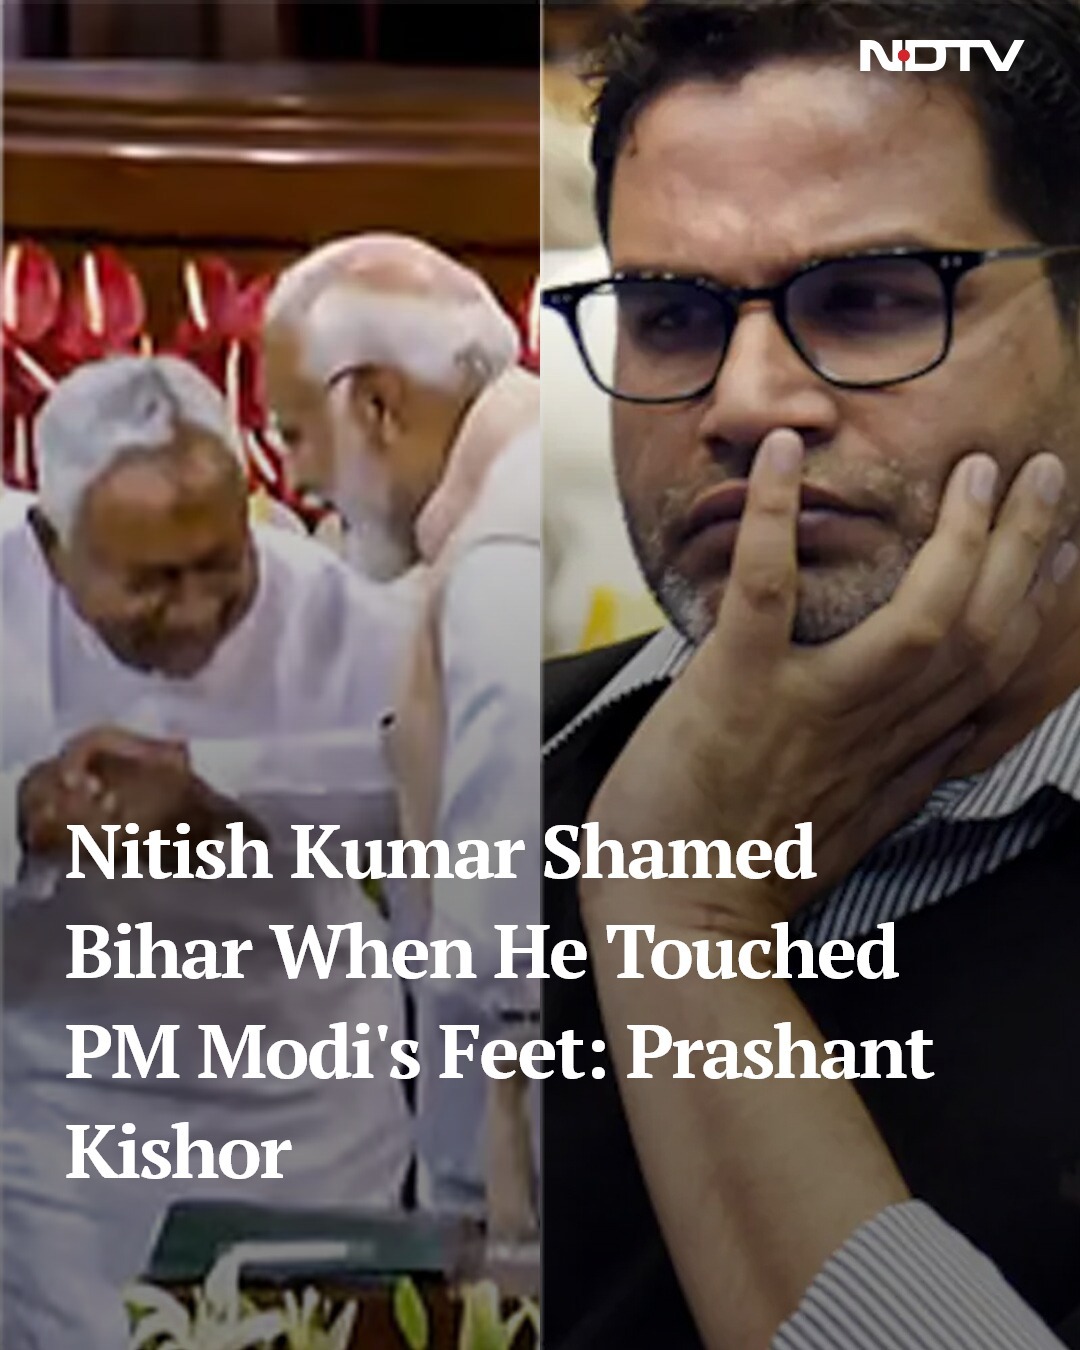 NDTV
Nitish Kumar Shamed
Bihar When He Touched
PM Modi's Feet: Prashant
Kishor